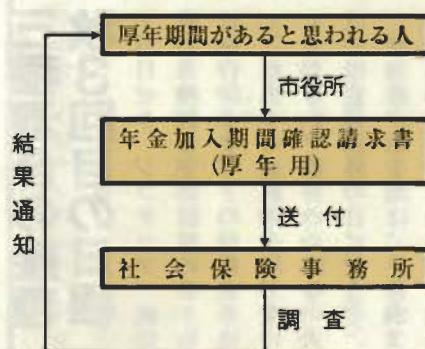 厚年期間があると思われる人
市役所
年金加入期間確認請求書
(厚年用)
送付
社会保険事務所
調査
結果通知